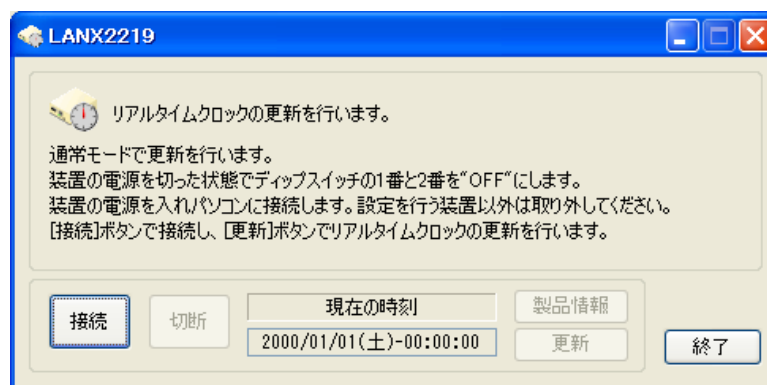 LANX2219
リアルタイムクロックの更新を行います。
通常モードで更新を行います。
装置の電源を切った状態でディップスイッチの1番と2番を"OFF"にします。
装置の電源を入れパソコンに接続します。設定を行う装置以外は取り外してください。
[接続]ボタンで接続し、[更新]ボタンでリアルタイムクロックの更新を行います。
接続
切断
現在の時刻
製品情報
2000/01/01(土)-00:00:00
更新
終了